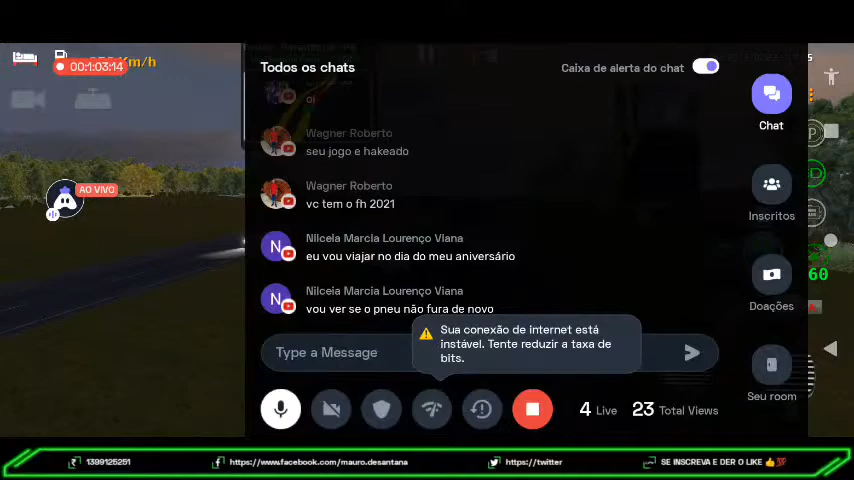 Km/h
00:1:03:14
AO VIVO
Todos os chats
Caixa de alerta do chat
Chat
oi
Wagner Roberto
seu jogo e hakeado
Wagner Roberto
vc tem o fh 2021
Inscritos
Nilceia Marcia Lourenço Viana
eu vou viajar no dia do meu aniversário
Nilceia Marcia Lourenço Viana
vou ver se o pneu não fura de novo
60
Doações
Sua conexão de internet está
instável. Tente reduzir a taxa de
bits.
Type a Message
Seu room
4 Live
23 Total Views
1399125251
https://www.facebook.com/mauro.desantana
https://twitter
SE INSCREVA E DER O LIKE 👍💯